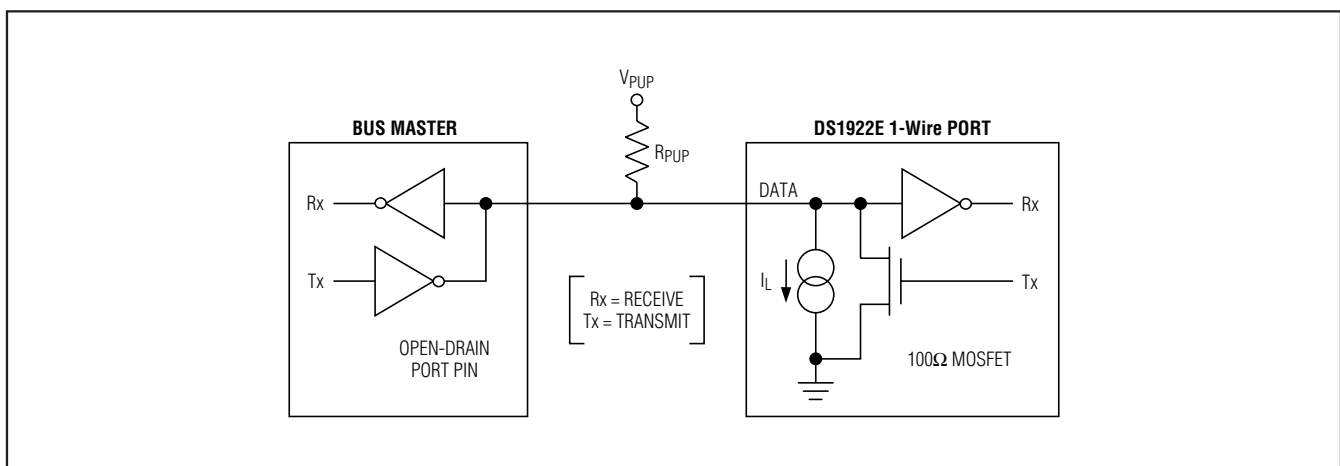 VPUP
BUS MASTER
DS1922E 1-Wire PORT
RPUP
DATA
Rx
Rx
IL
Tx
Tx
Rx = RECEIVE
Tx = TRANSMIT
OPEN-DRAIN
PORT PIN
100Ω MOSFET